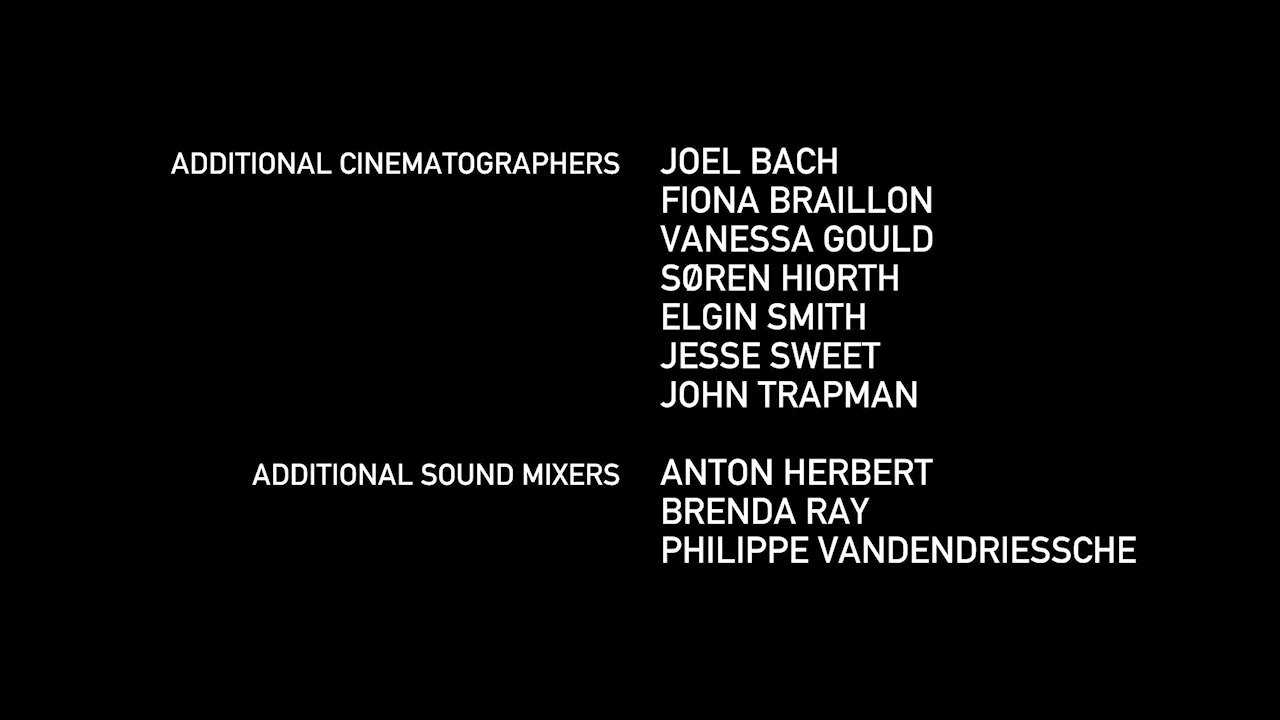 ADDITIONAL CINEMATOGRAPHERS JOEL BACH
FIONA BRAILLON
VANESSA GOULD
SØREN HIORTH
ELGIN SMITH
JESSE SWEET
JOHN TRAPMAN
ADDITIONAL SOUND MIXERS ANTON HERBERT
BRENDA RAY
PHILIPPE VANDENDRIESSCHE